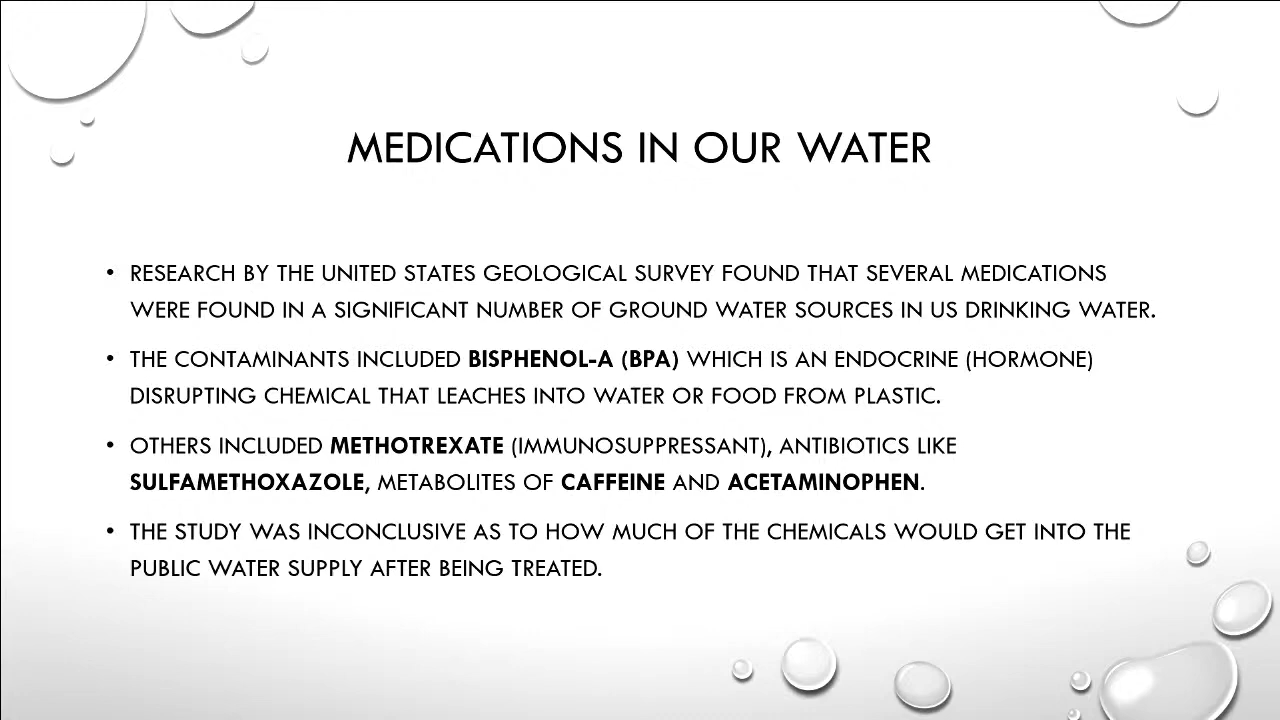 MEDICATIONS IN OUR WATER
• RESEARCH BY THE UNITED STATES GEOLOGICAL SURVEY FOUND THAT SEVERAL MEDICATIONS
WERE FOUND IN A SIGNIFICANT NUMBER OF GROUND WATER SOURCES IN US DRINKING WATER.
• THE CONTAMINANTS INCLUDED BISPHENOL-A (BPA) WHICH IS AN ENDOCRINE (HORMONE)
DISRUPTING CHEMICAL THAT LEACHES INTO WATER OR FOOD FROM PLASTIC.
• OTHERS INCLUDED METHOTREXATE (IMMUNOSUPPRESSANT), ANTIBIOTICS LIKE
SULFAMETHOXAZOLE, METABOLITES OF CAFFEINE AND ACETAMINOPHEN.
• THE STUDY WAS INCONCLUSIVE AS TO HOW MUCH OF THE CHEMICALS WOULD GET INTO THE
PUBLIC WATER SUPPLY AFTER BEING TREATED.